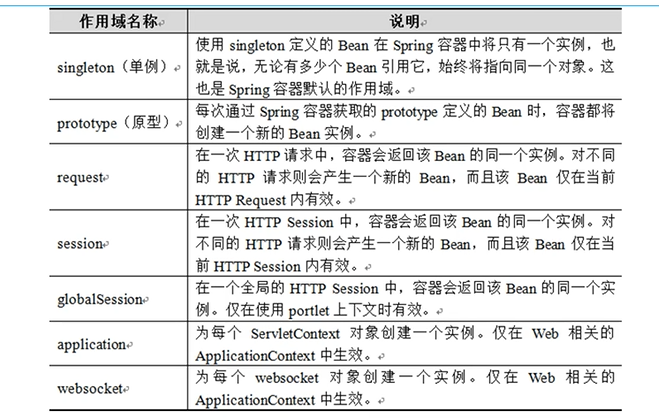 作用域名称 说明
singleton（单例） 使用 singleton 定义的 Bean 在 Spring 容器中将只有一个实例，也
就是说，无论有多少个 Bean 引用它，始终将指向同一个对象。这
也是 Spring 容器默认的作用域。
prototype（原型） 每次通过 Spring 容器获取的 prototype 定义的 Bean 时，容器都将
创建一个新的 Bean 实例。
request 在一次 HTTP 请求中，容器会返回该 Bean 的同一个实例。对不同
的 HTTP 请求则会产生一个新的 Bean，而且该 Bean 仅在当前
HTTP Request 内有效。
session 在一次 HTTP Session 中，容器会返回该 Bean 的同一个实例。对
不同的 HTTP 请求则会产生一个新的 Bean，而且该 Bean 仅在当
前 HTTP Session 内有效。
globalSession 在一个全局的 HTTP Session 中，容器会返回该 Bean 的同一个实
例。仅在使用 portlet 上下文时有效。
application 为每个 ServletContext 对象创建一个实例。仅在 Web 相关的
ApplicationContext 中生效。
websocket 为每个 websocket 对象创建一个实例。仅在 Web 相关的
ApplicationContext 中生效。